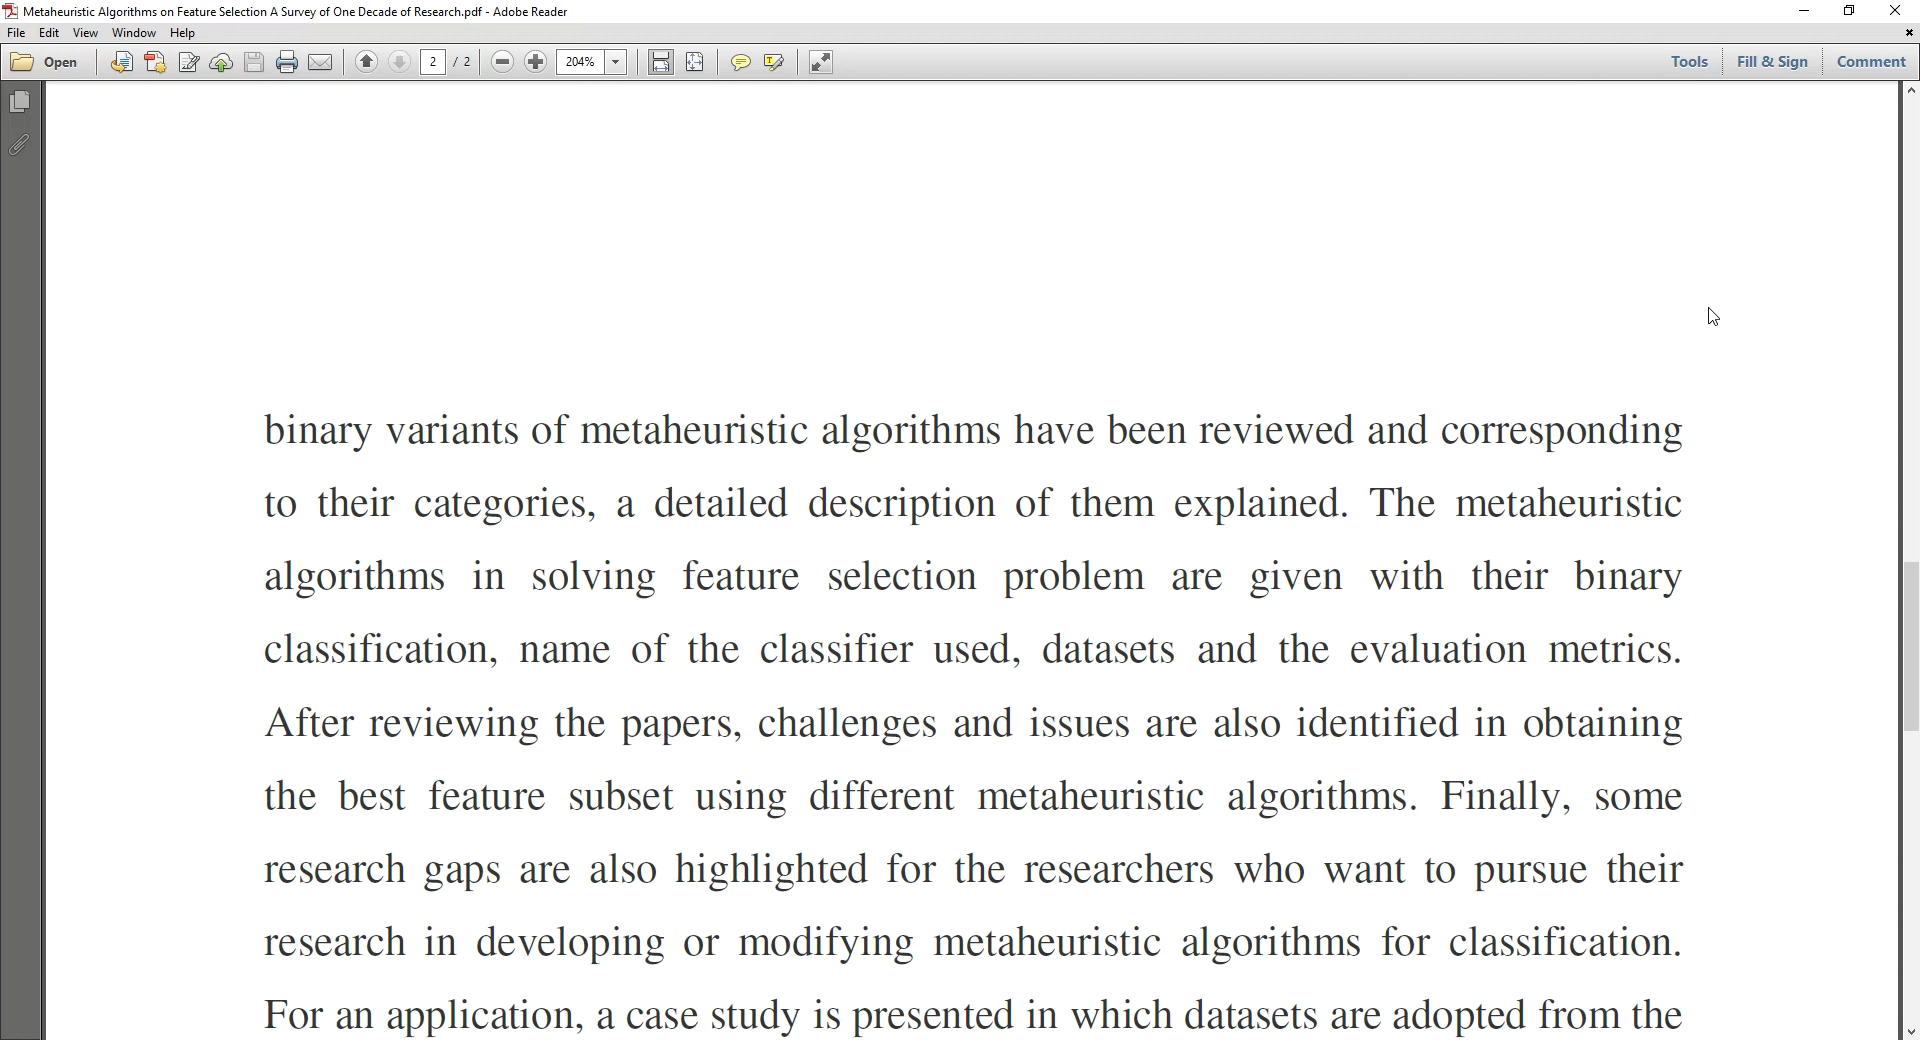 Metaheuristic Algorithms on Feature Selection A Survey of One Decade of Research.pdf - Adobe Reader
File Edit View Window Help
Open 2 / 2 204% Tools Fill & Sign Comment
binary variants of metaheuristic algorithms have been reviewed and corresponding
to their categories, a detailed description of them explained. The metaheuristic
algorithms in solving feature selection problem are given with their binary
classification, name of the classifier used, datasets and the evaluation metrics.
After reviewing the papers, challenges and issues are also identified in obtaining
the best feature subset using different metaheuristic algorithms. Finally, some
research gaps are also highlighted for the researchers who want to pursue their
research in developing or modifying metaheuristic algorithms for classification.
For an application, a case study is presented in which datasets are adopted from the